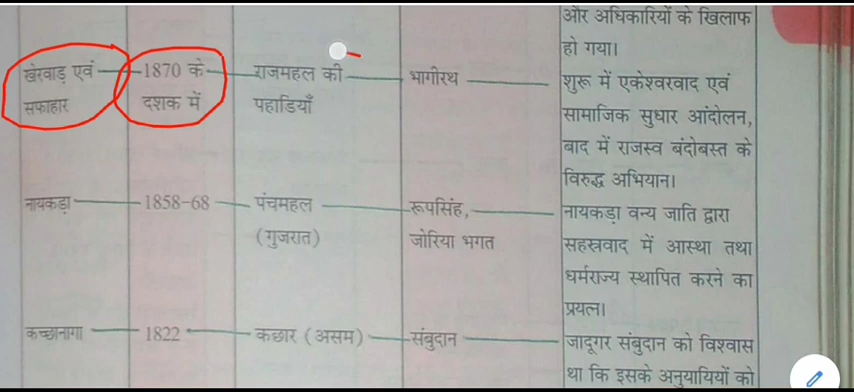 और अधिकारियों के खिलाफ
हो गया।
खेरवाड़ एवं 1870 के राजमहल की भागीरथ शुरू में एकेश्वरवाद एवं
सफाहार दशक में पहाडियाँ सामाजिक सुधार आंदोलन,
बाद में राजस्व बंदोबस्त के
विरुद्ध अभियान।
नायकड़ा 1858-68 पंचमहल रूपसिंह, नायकड़ा वन्य जाति द्वारा
(गुजरात) जोरिया भगत सहस्त्रवाद में आस्था तथा
धर्मराज्य स्थापित करने का
प्रयत्न।
कच्छानागा 1822 कछार (असम) संबुदान जादूगर संबुदान को विश्वास
था कि इसके अनुयायियों को